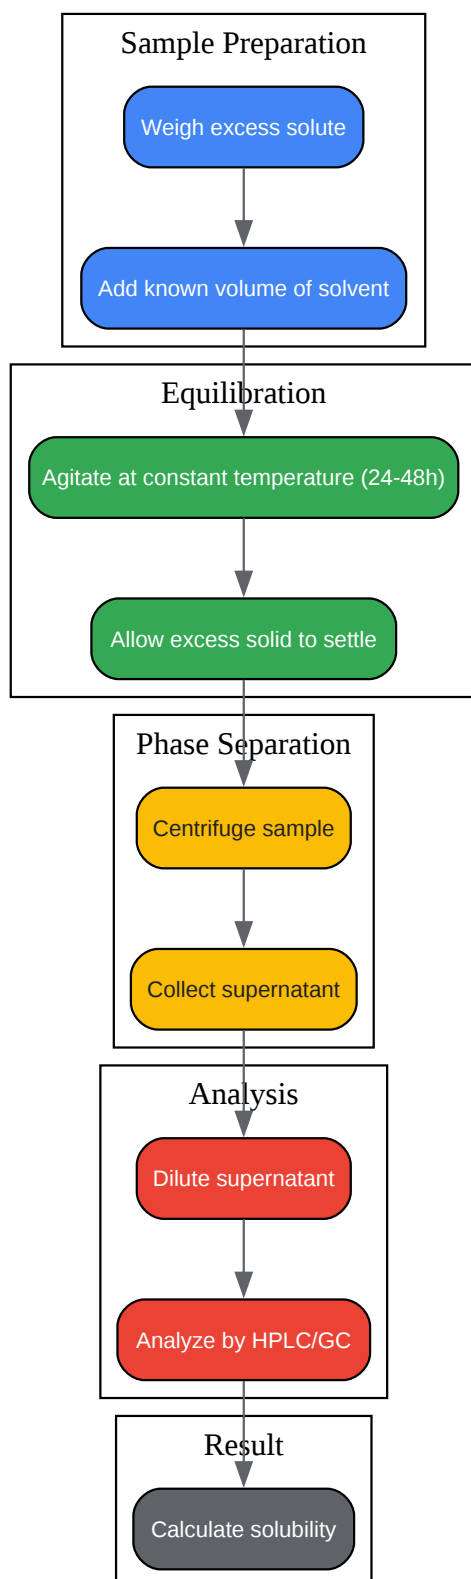 Sample Preparation
Weigh excess solute
Add known volume of solvent
Equilibration
Agitate at constant temperature (24-48h)
Allow excess solid to settle
Phase Separation
Centrifuge sample
Collect supernatant
Analysis
Dilute supernatant
Analyze by HPLC/GC
Result
Calculate solubility